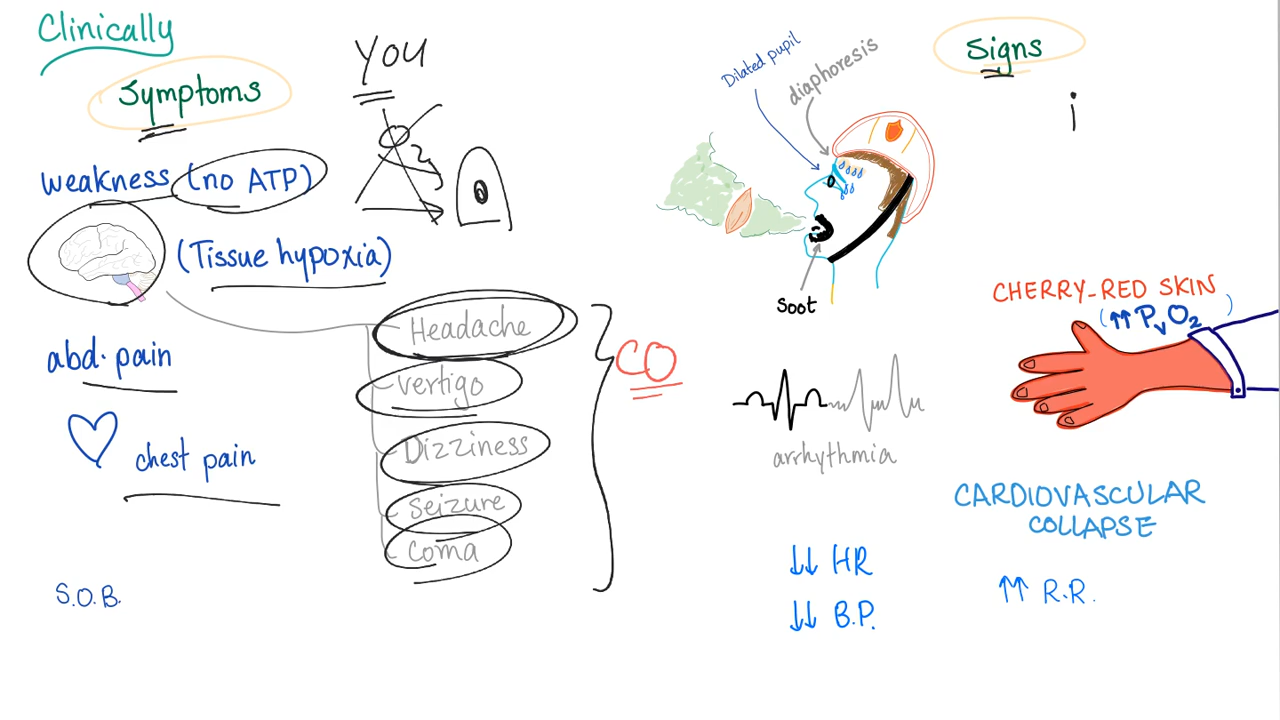 Clinically
Symptoms
YOU
weakness (no ATP)
(Tissue hypoxia)
Headache
vertigo
Dizziness
seizure
coma
CO
abd. pain
chest pain
S.O.B.
Signs
i
Dilated pupil
diaphoresis
Soot
CHERRY-RED SKIN
(↑↑ PvO2)
arrhythmia
CARDIOVASCULAR
COLLAPSE
↓↓ HR
↓↓ B.P.
↑↑ R.R.